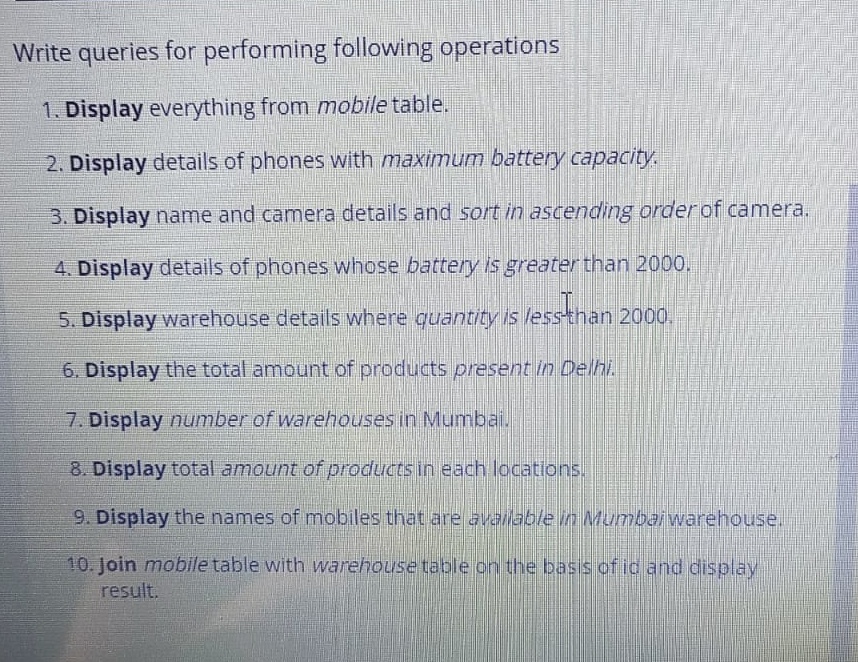 Write queries for performing following operations
1. Display everything from mobile table.
2. Display details of phones with maximum battery capacity.
3. Display name and camera details and sort in ascending order of camera.
4. Display details of phones whose battery is greater than 2000.
5. Display warehouse details where quantity is less than 2000.
6. Display the total amount of products present in Delhi.
7. Display number of warehouses in Mumbai.
8. Display total amount of products in each locations.
9. Display the names of mobiles that are available in Mumbai warehouse.
10. Join mobile table with warehouse table on the basis of id and display
result.